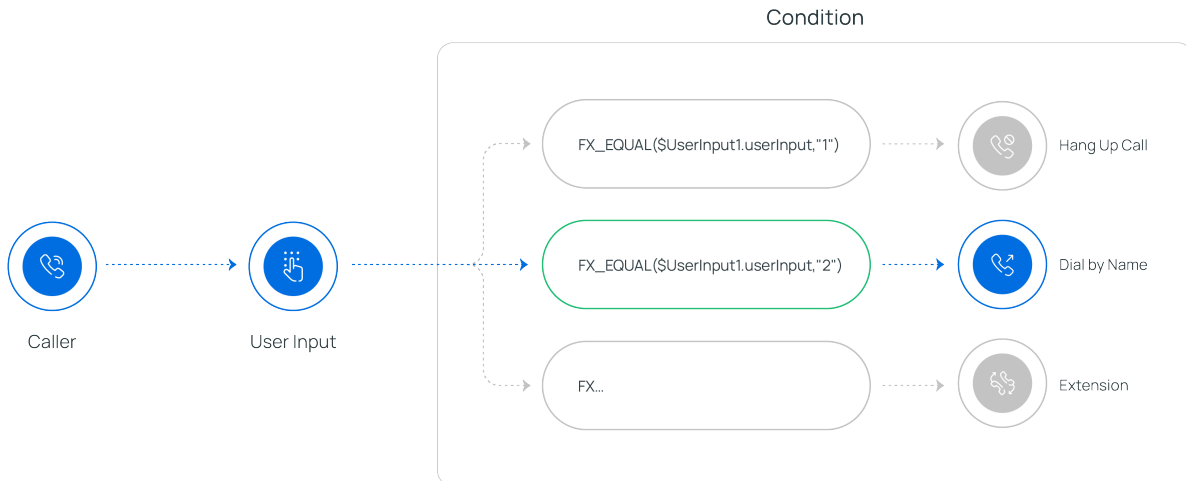 Condition
FX_EQUAL($UserInput1.userInput,"1")
Hang Up Call
FX_EQUAL($UserInput1.userInput,"2")
Dial by Name
Caller
User Input
FX...
Extension